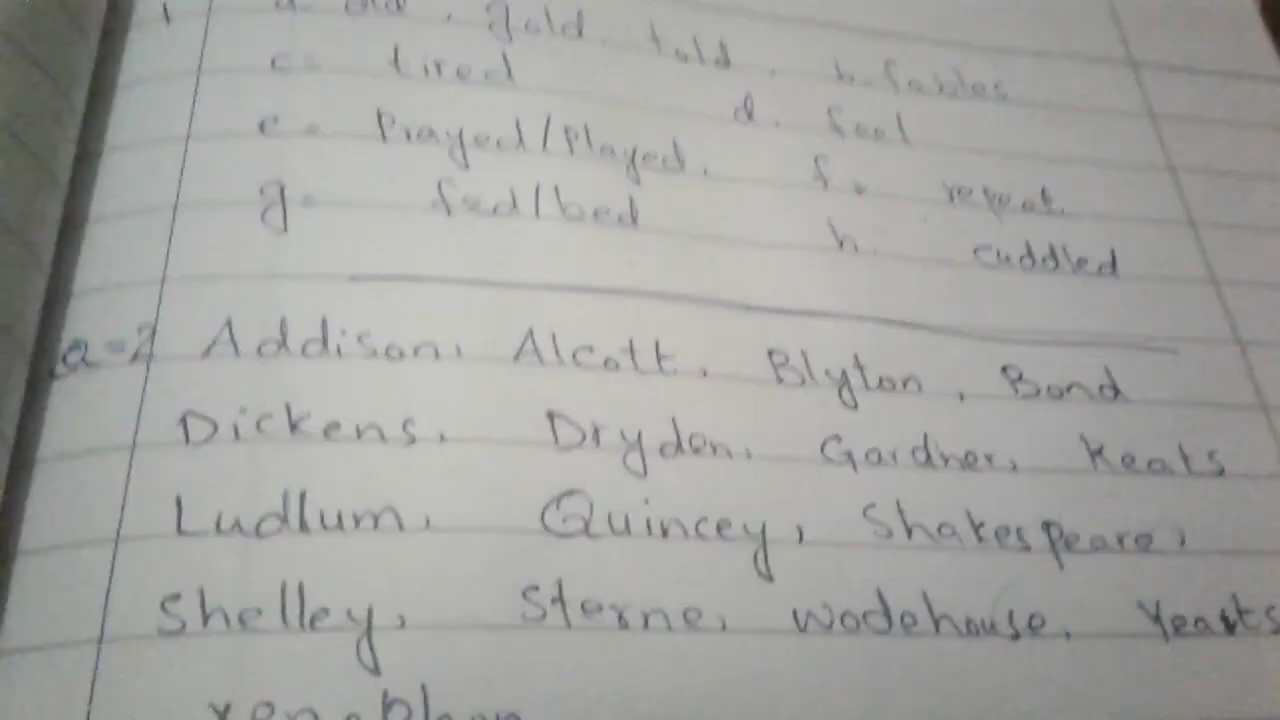 a. old, gold, told, b. fables
c. tired d. feel
e. Prayed/Played. f. repeat.
g. fed/bed h. cuddled
a-2 Addison, Alcott, Blyton, Bond
Dickens, Dryden, Gardner, Keats
Ludlum, Quincey, Shakespeare,
Shelley, Sterne, Wodehouse, Yeats